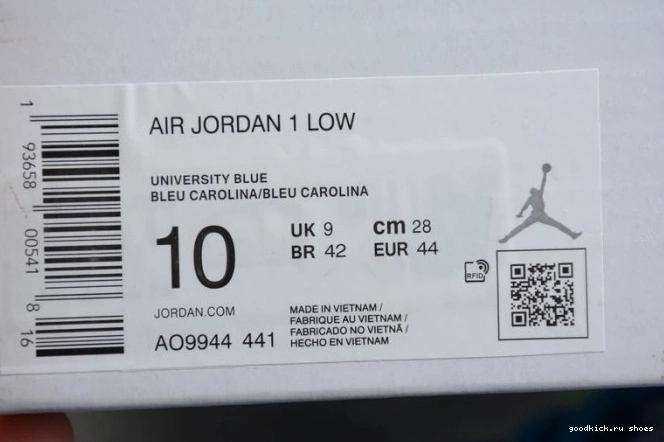 AIR JORDAN 1 LOW
UNIVERSITY BLUE
BLEU CAROLINA/BLEU CAROLINA
10
UK 9 cm 28
BR 42 EUR 44
RFID
JORDAN.COM
AO9944 441
MADE IN VIETNAM /
FABRIQUE AU VIETNAM /
FABRICADO NO VIETNÃ /
HECHO EN VIETNAM
1 93658 00541 8 16
goodkick.ru shoes